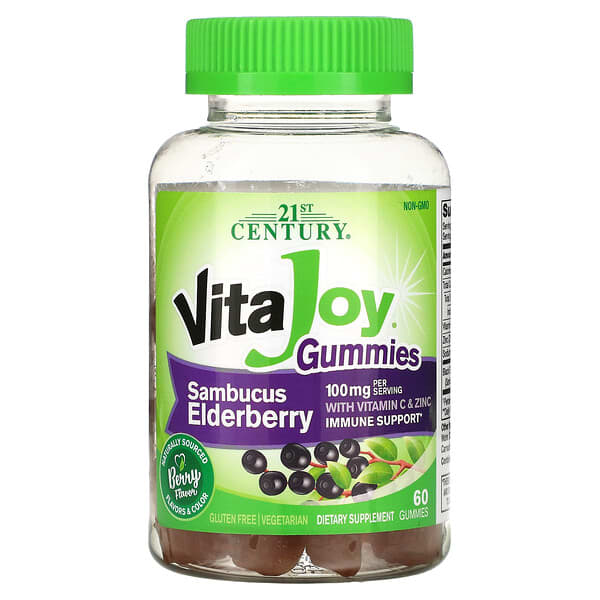 21ST
CENTURY®
NON-GMO
VitaJoy®
Gummies
Sambucus
Elderberry
100mg PER SERVING
WITH VITAMIN C & ZINC
IMMUNE SUPPORT*
NATURALLY SOURCED
Berry
Flavor
FLAVORS & COLOR
60
GUMMIES
GLUTEN FREE | VEGETARIAN
DIETARY SUPPLEMENT